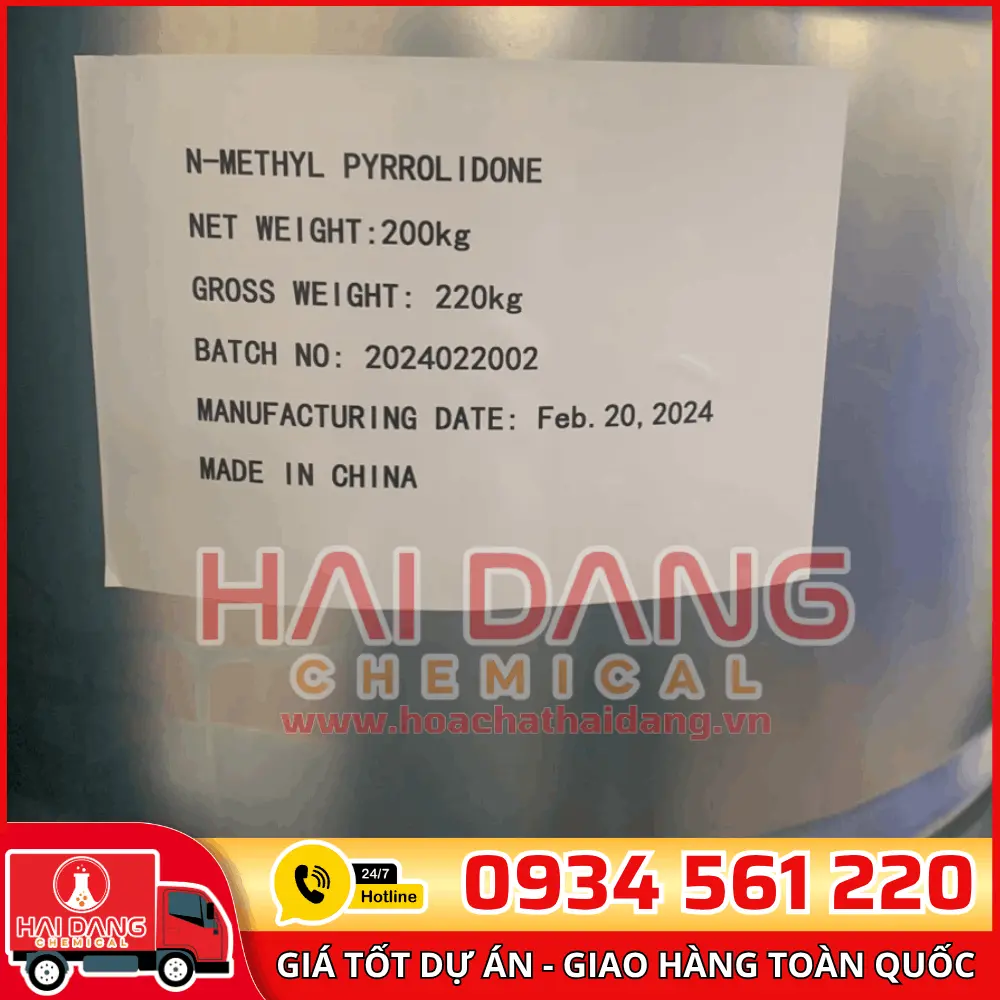 N-METHYL PYRROLIDONE
NET WEIGHT:200kg
GROSS WEIGHT: 220kg
BATCH NO: 2024022002
MANUFACTURING DATE: Feb. 20, 2024
MADE IN CHINA
HAI DANG
CHEMICAL
www.hoachathaidang.vn
HAI DANG
CHEMICAL
24/7
Hotline
0934 561 220
GIÁ TỐT DỰ ÁN - GIAO HÀNG TOÀN QUỐC